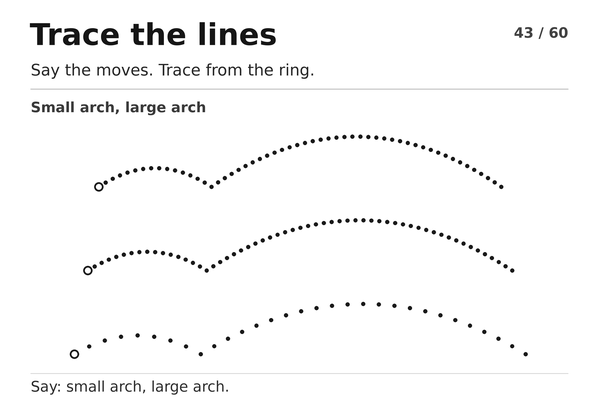 Trace the lines
43 / 60
Say the moves. Trace from the ring.
Small arch, large arch
Say: small arch, large arch.